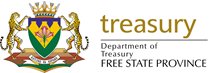 treasury
Department of
Treasury
FREE STATE PROVINCE